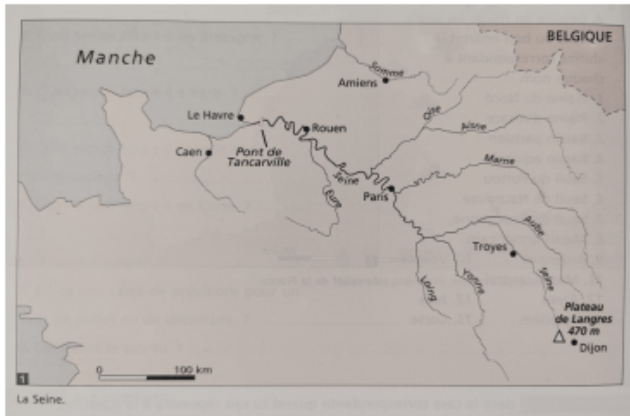 BELGIQUE
Manche
Somme
Amiens
Oise
Le Havre
Rouen
Aisne
Caen
Pont de
Tancarville
Seine
Marne
Paris
Eure
Aube
Troyes
Loing
Yonne
Seine
Plateau
de Langres
470 m
Dijon
0 100 km
1
La Seine.